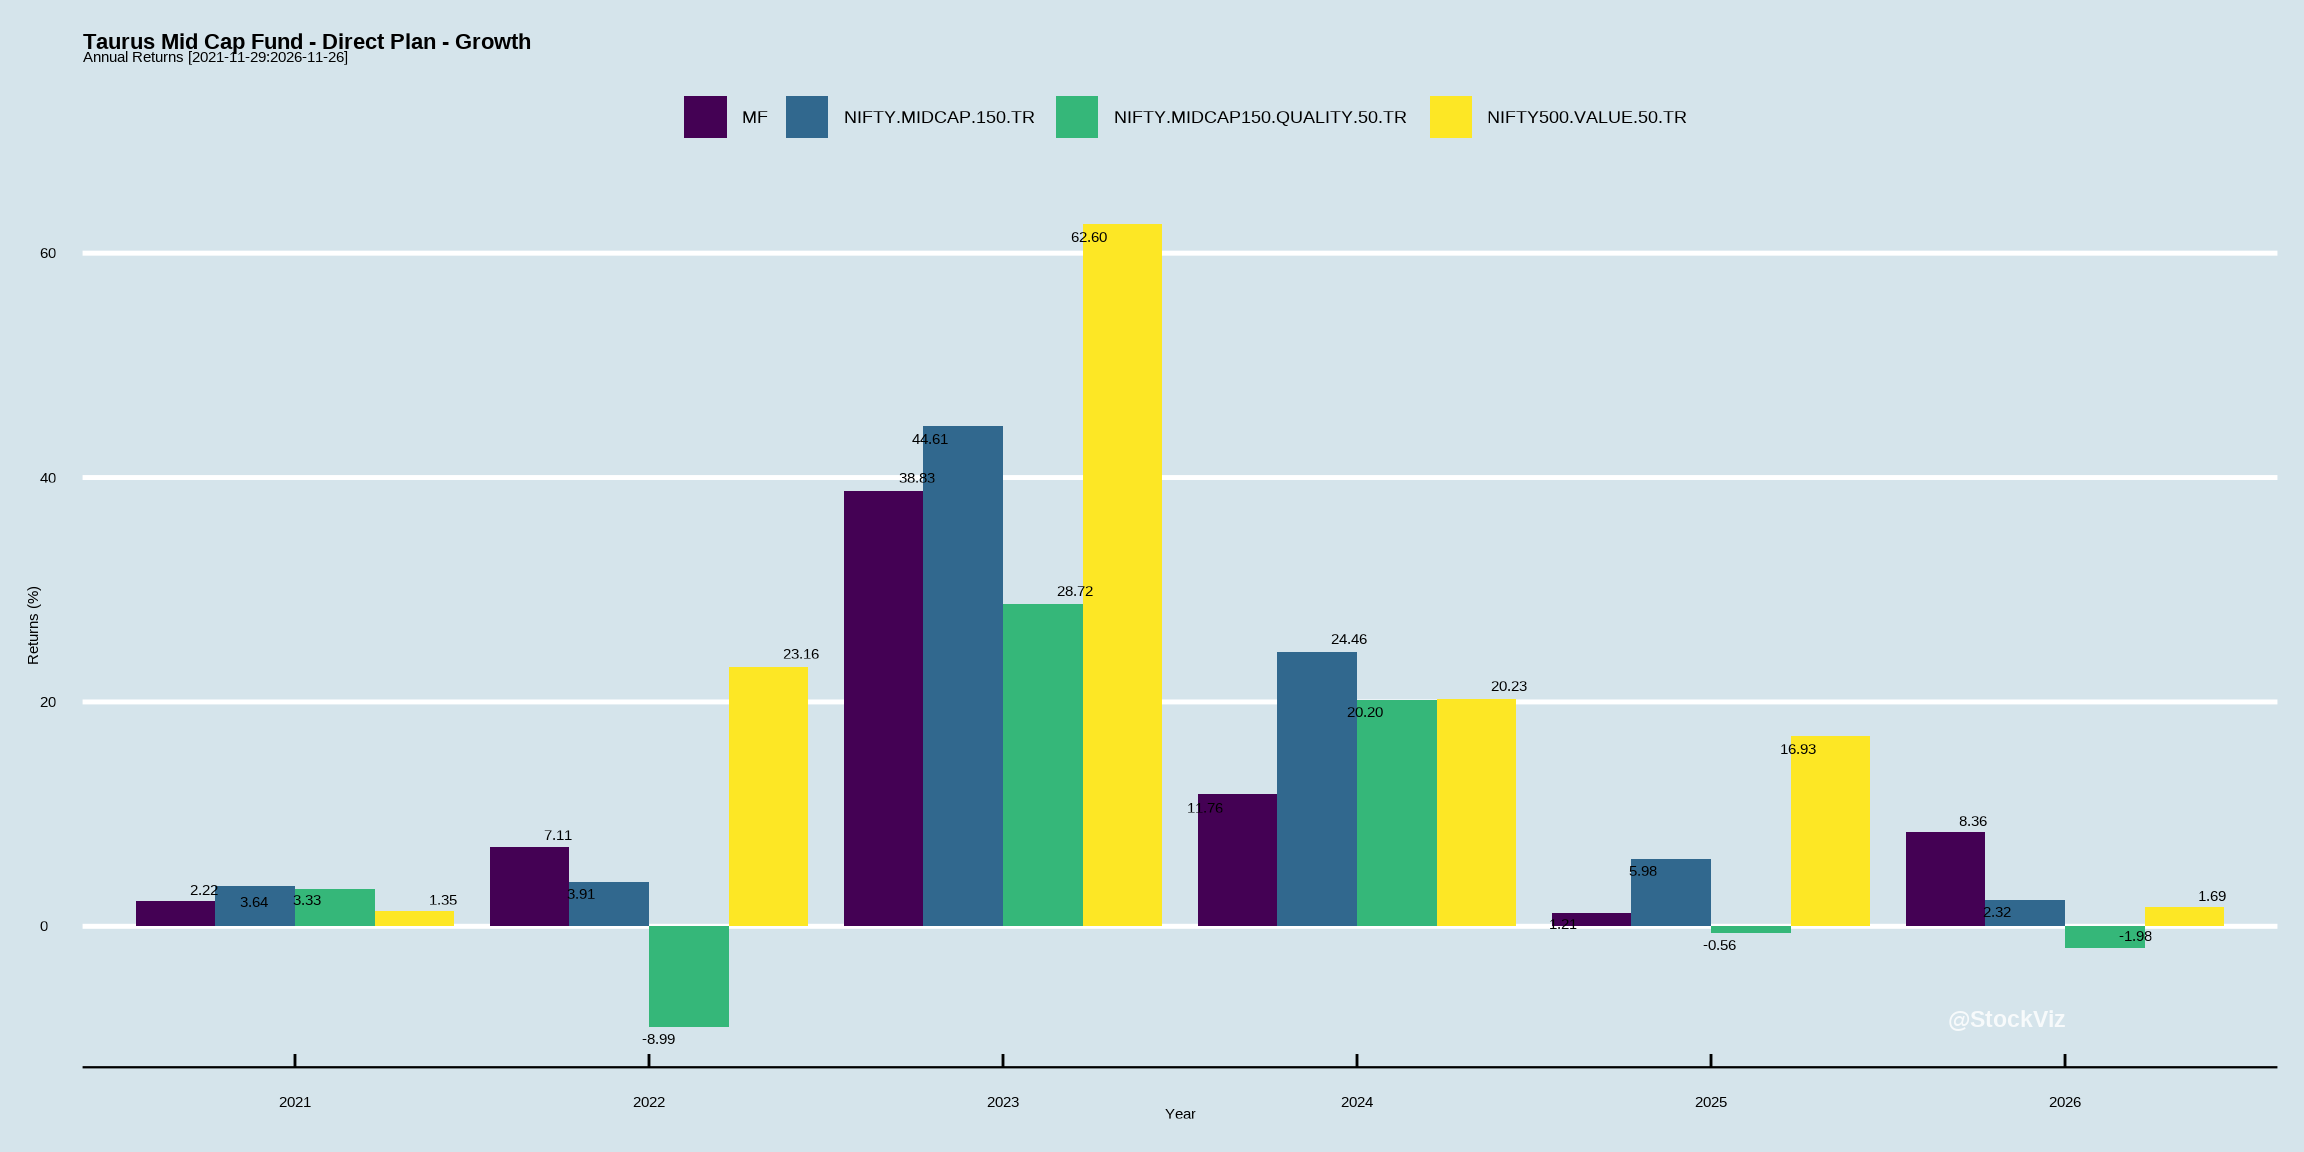 Taurus Mid Cap Fund - Direct Plan - Growth
Annual Returns [2021-11-29:2026-11-26]
MF NIFTY.MIDCAP.150.TR NIFTY.MIDCAP150.QUALITY.50.TR NIFTY500.VALUE.50.TR
Returns (%)
60
40
20
0
2.22 3.64 3.33 1.35
7.11 3.91 -8.99 23.16
38.83 44.61 28.72 62.60
11.76 24.46 20.20 20.23
1.21 5.98 -0.56 16.93
8.36 2.32 -1.98 1.69
@StockViz
2021 2022 2023 2024 2025 2026
Year